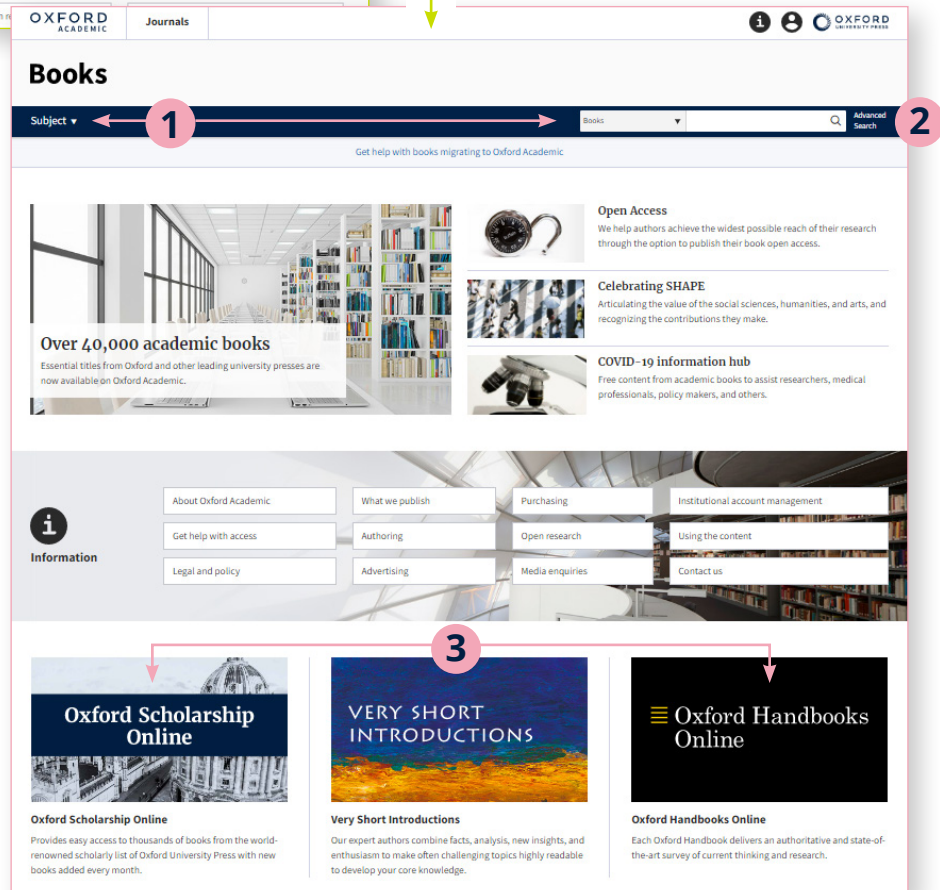 OXFORD
ACADEMIC
Journals
OXFORD
UNIVERSITY PRESS
Books
Subject
1
Books
Advanced
Search
2
Get help with books migrating to Oxford Academic
Over 40,000 academic books
Essential titles from Oxford and other leading university presses are
now available on Oxford Academic.
Open Access
We help authors achieve the widest possible reach of their research
through the option to publish their book open access.
Celebrating SHAPE
Articulating the value of the social sciences, humanities, and arts, and
recognizing the contributions they make.
COVID-19 information hub
Free content from academic books to assist researchers, medical
professionals, policy makers, and others.
i
Information
About Oxford Academic
What we publish
Purchasing
Institutional account management
Get help with access
Authoring
Open research
Using the content
Legal and policy
Advertising
Media enquiries
Contact us
3
Oxford Scholarship
Online
VERY SHORT
INTRODUCTIONS
Oxford Handbooks
Online
Oxford Scholarship Online
Provides easy access to thousands of books from the world-
renowned scholarly list of Oxford University Press with new
books added every month.
Very Short Introductions
Our expert authors combine facts, analysis, new insights, and
enthusiasm to make often challenging topics highly readable
to develop your core knowledge.
Oxford Handbooks Online
Each Oxford Handbook delivers an authoritative and state-of-
the-art survey of current thinking and research.